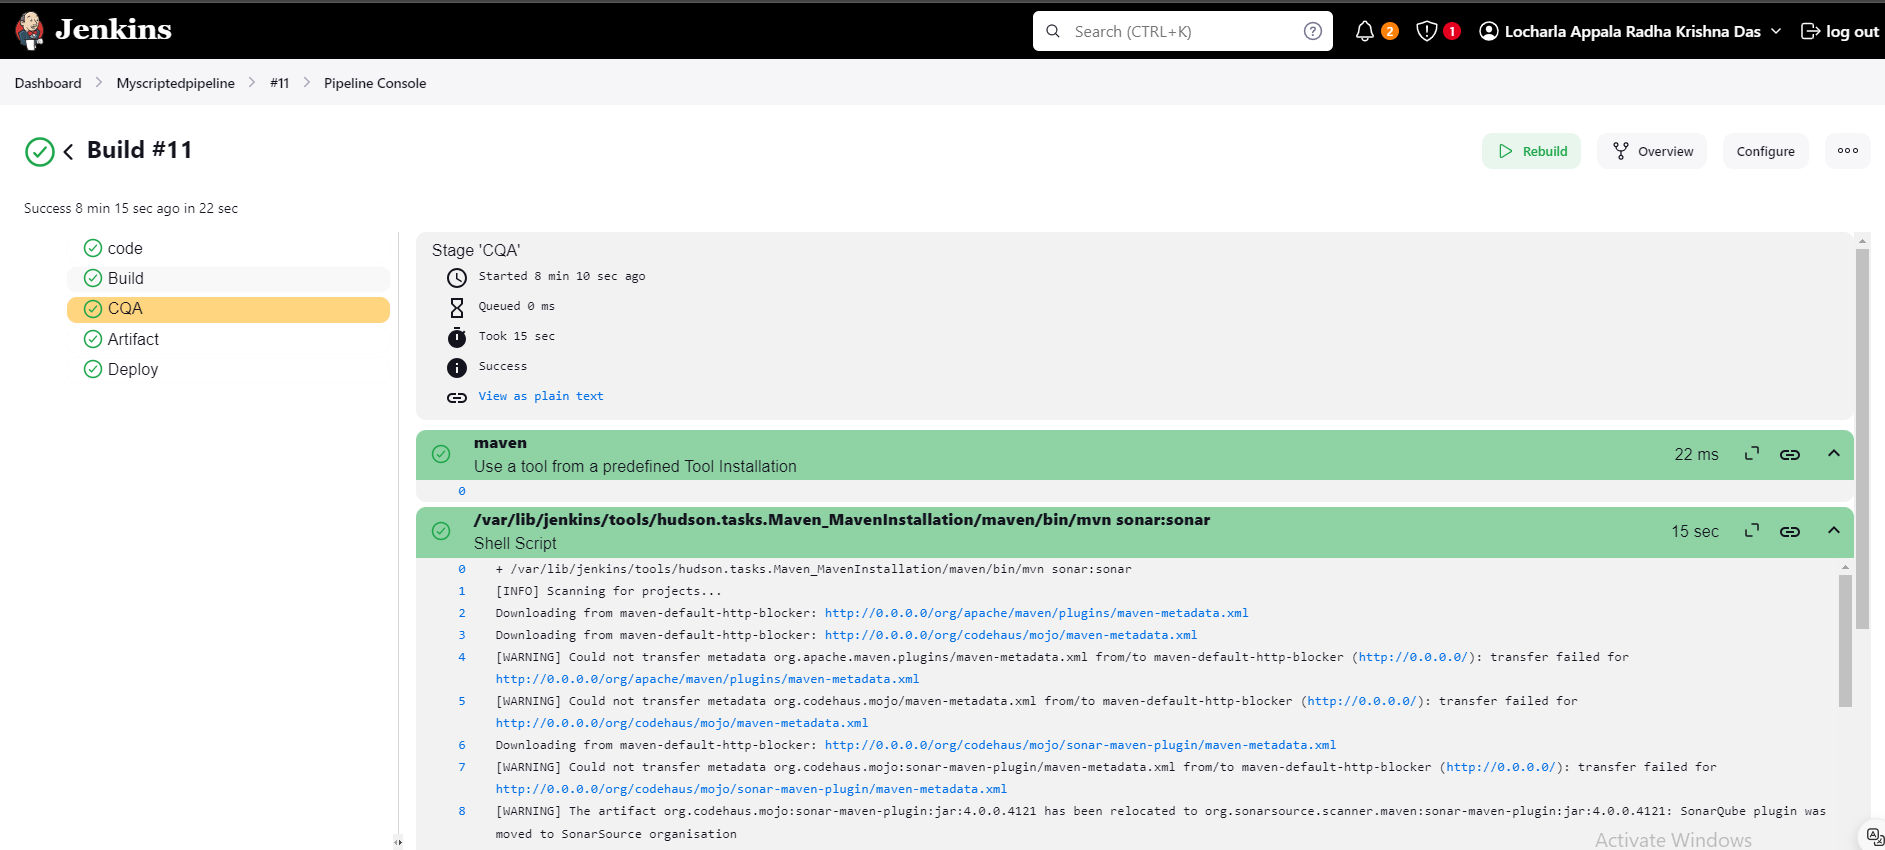 Jenkins
Search (CTRL+K)
2
1
Locharla Appala Radha Krishna Das
log out
Dashboard
Myscriptedpipeline
#11
Pipeline Console
Build #11
Rebuild
Overview
Configure
Success 8 min 15 sec ago in 22 sec
code
Build
CQA
Artifact
Deploy
Stage 'CQA'
Started 8 min 10 sec ago
Queued 0 ms
Took 15 sec
Success
View as plain text
maven
Use a tool from a predefined Tool Installation
22 ms
0
/var/lib/jenkins/tools/hudson.tasks.Maven_MavenInstallation/maven/bin/mvn sonar:sonar
Shell Script
15 sec
0 + /var/lib/jenkins/tools/hudson.tasks.Maven_MavenInstallation/maven/bin/mvn sonar:sonar
1 [INFO] Scanning for projects...
2 Downloading from maven-default-http-blocker: http://0.0.0.0/org/apache/maven/plugins/maven-metadata.xml
3 Downloading from maven-default-http-blocker: http://0.0.0.0/org/codehaus/mojo/maven-metadata.xml
4 [WARNING] Could not transfer metadata org.apache.maven.plugins/maven-metadata.xml from/to maven-default-http-blocker (http://0.0.0.0/): transfer failed for
http://0.0.0.0/org/apache/maven/plugins/maven-metadata.xml
5 [WARNING] Could not transfer metadata org.codehaus.mojo/maven-metadata.xml from/to maven-default-http-blocker (http://0.0.0.0/): transfer failed for
http://0.0.0.0/org/codehaus/mojo/maven-metadata.xml
6 Downloading from maven-default-http-blocker: http://0.0.0.0/org/codehaus/mojo/sonar-maven-plugin/maven-metadata.xml
7 [WARNING] Could not transfer metadata org.codehaus.mojo:sonar-maven-plugin/maven-metadata.xml from/to maven-default-http-blocker (http://0.0.0.0/): transfer failed for
http://0.0.0.0/org/codehaus/mojo/sonar-maven-plugin/maven-metadata.xml
8 [WARNING] The artifact org.codehaus.mojo:sonar-maven-plugin:jar:4.0.0.4121 has been relocated to org.sonarsource.scanner.maven:sonar-maven-plugin:jar:4.0.0.4121: SonarQube plugin was
moved to SonarSource organisation
Activate Windows